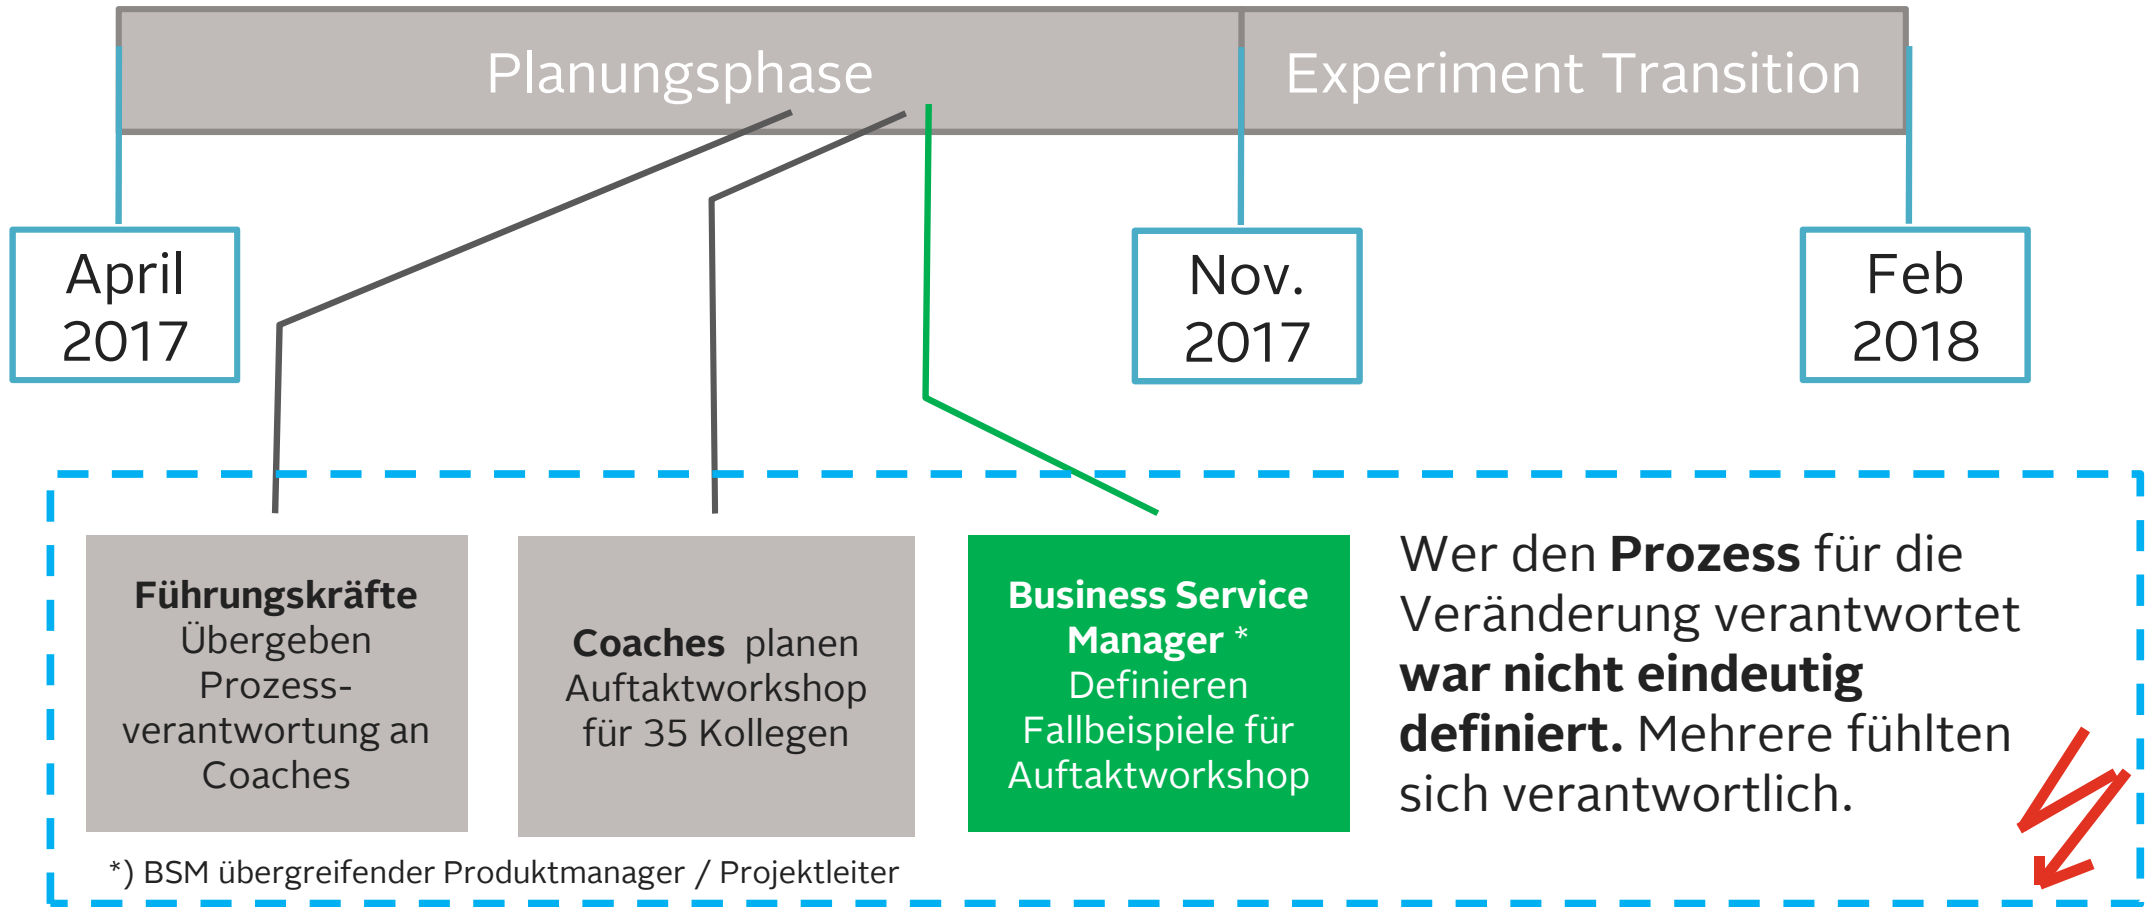 Planungsphase
Experiment Transition
April
2017
Nov.
2017
Feb
2018
Führungskräfte
Übergeben
Prozess-
verantwortung an
Coaches
Coaches planen
Auftaktworkshop
für 35 Kollegen
Business Service
Manager *
Definieren
Fallbeispiele für
Auftaktworkshop
Wer den Prozess für die
Veränderung verantwortet
war nicht eindeutig
definiert. Mehrere fühlten
sich verantwortlich.
*) BSM übergreifender Produktmanager / Projektleiter